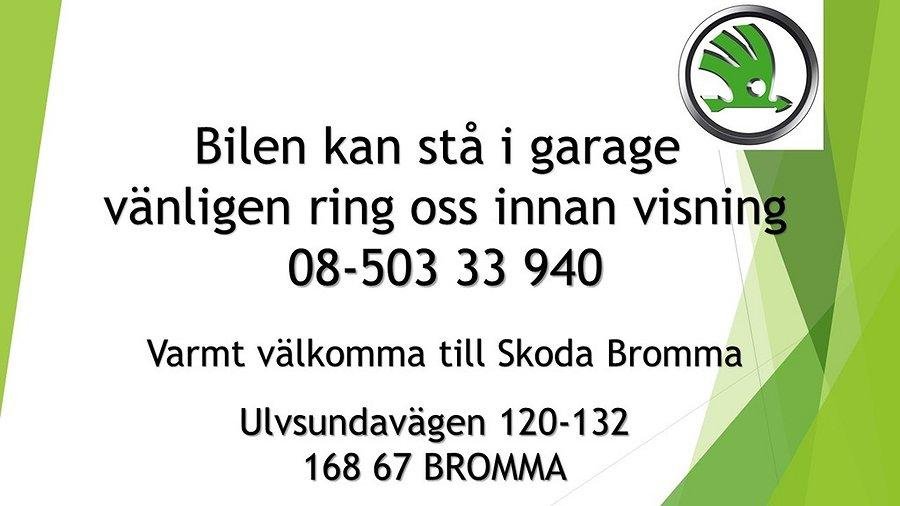 Bilen kan stå i garage
vänligen ring oss innan visning
08-503 33 940
Varmt välkomma till Skoda Bromma
Ulvsundavägen 120-132
168 67 BROMMA